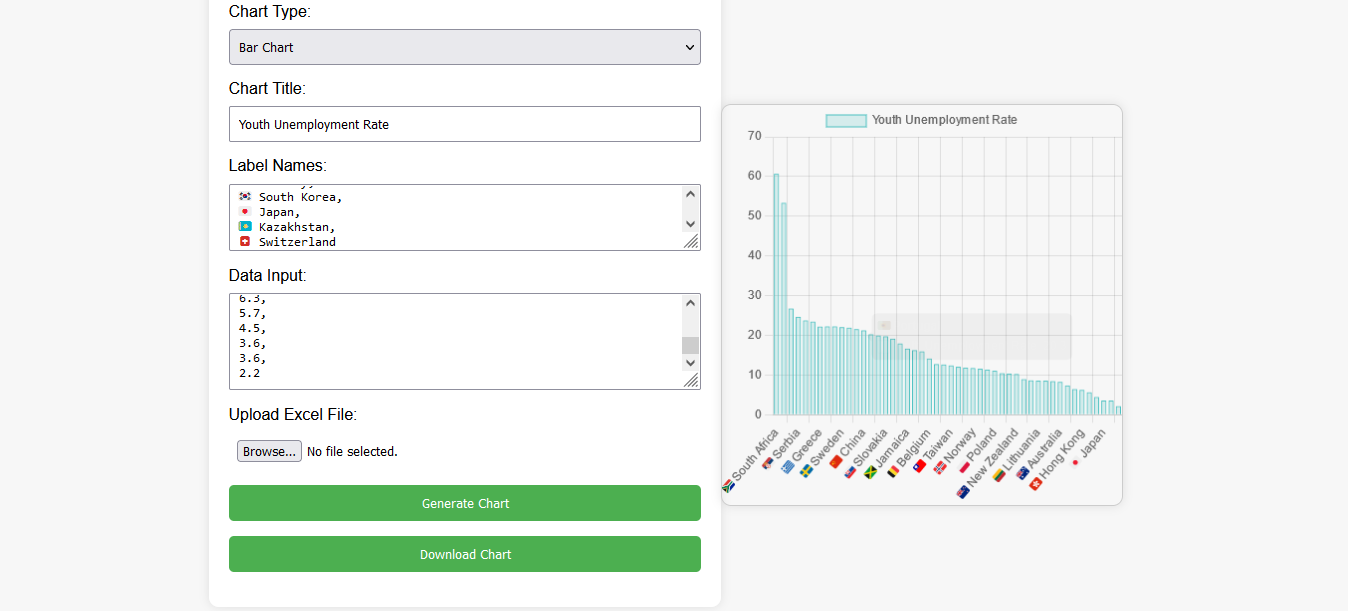 Chart Type:
Bar Chart
Chart Title:
Youth Unemployment Rate
Label Names:
South Korea,
Japan,
Kazakhstan,
Switzerland
Data Input:
6.3,
5.7,
4.5,
3.6,
3.6,
2.2
Upload Excel File:
Browse... No file selected.
Generate Chart
Download Chart
Youth Unemployment Rate
70
60
50
40
30
20
10
0
South Africa
Serbia
Greece
Sweden
China
Slovakia
Jamaica
Belgium
Taiwan
Norway
Poland
New Zealand
Lithuania
Australia
Hong Kong
Japan